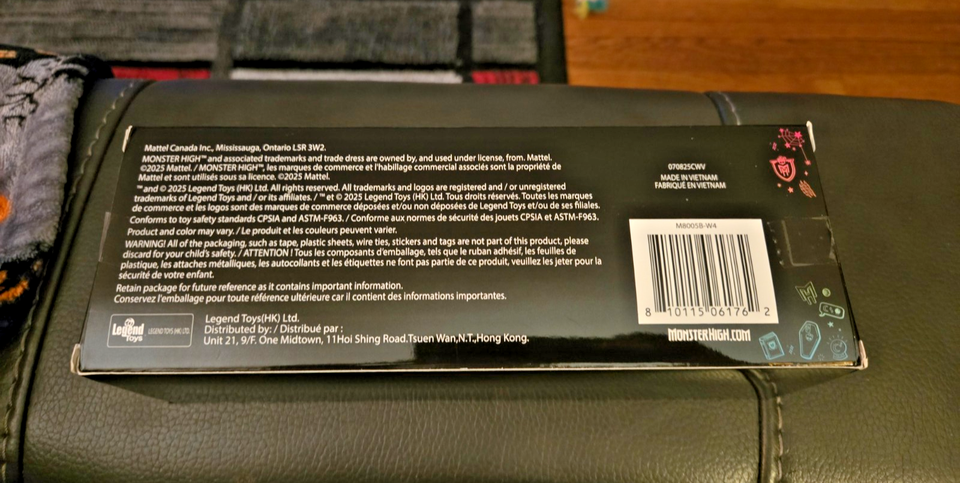 Mattel Canada Inc., Mississauga, Ontario L5R 3W2.
MONSTER HIGH™ and associated trademarks and trade dress are owned by, and used under license, from. Mattel.
©2025 Mattel. / MONSTER HIGH™, les marques de commerce et l'habillage commercial associés sont la propriété de
Mattel et sont utilisés sous sa licence. ©2025 Mattel.
™ and © 2025 Legend Toys (HK) Ltd. All rights reserved. All trademarks and logos are registered and / or unregistered
trademarks of Legend Toys and / or its affiliates. / ™ et © 2025 Legend Toys (HK) Ltd. Tous droits réservés. Toutes les marques
de commerce et les logos sont des marques de commerce déposées et/ou non déposées de Legend Toys et/ou de ses filiales.
Conforms to toy safety standards CPSIA and ASTM-F963. / Conforme aux normes de sécurité des jouets CPSIA et ASTM-F963.
Product and color may vary. / Le produit et les couleurs peuvent varier.
WARNING! All of the packaging, such as tape, plastic sheets, wire ties, stickers and tags are not part of this product, please
discard for your child's safety. / ATTENTION ! Tous les composants d'emballage, tels que le ruban adhésif, les feuilles de
plastique, les attaches métalliques, les autocollants et les étiquettes ne font pas partie de ce produit, veuillez les jeter pour la
sécurité de votre enfant.
Retain package for future reference as it contains important information.
Conservez l'emballage pour toute référence ultérieure car il contient des informations importantes.
Legend
Toys
LEGEND TOYS (HK) LTD.
Legend Toys(HK) Ltd.
Distributed by: / Distribué par :
Unit 21, 9/F. One Midtown, 11Hoi Shing Road.Tsuen Wan,N.T.,Hong Kong.
070825CWV
MADE IN VIETNAM
FABRIQUÉ EN VIETNAM
M8005B-W4
8 10115 06176 2
MONSTERHIGH.COM